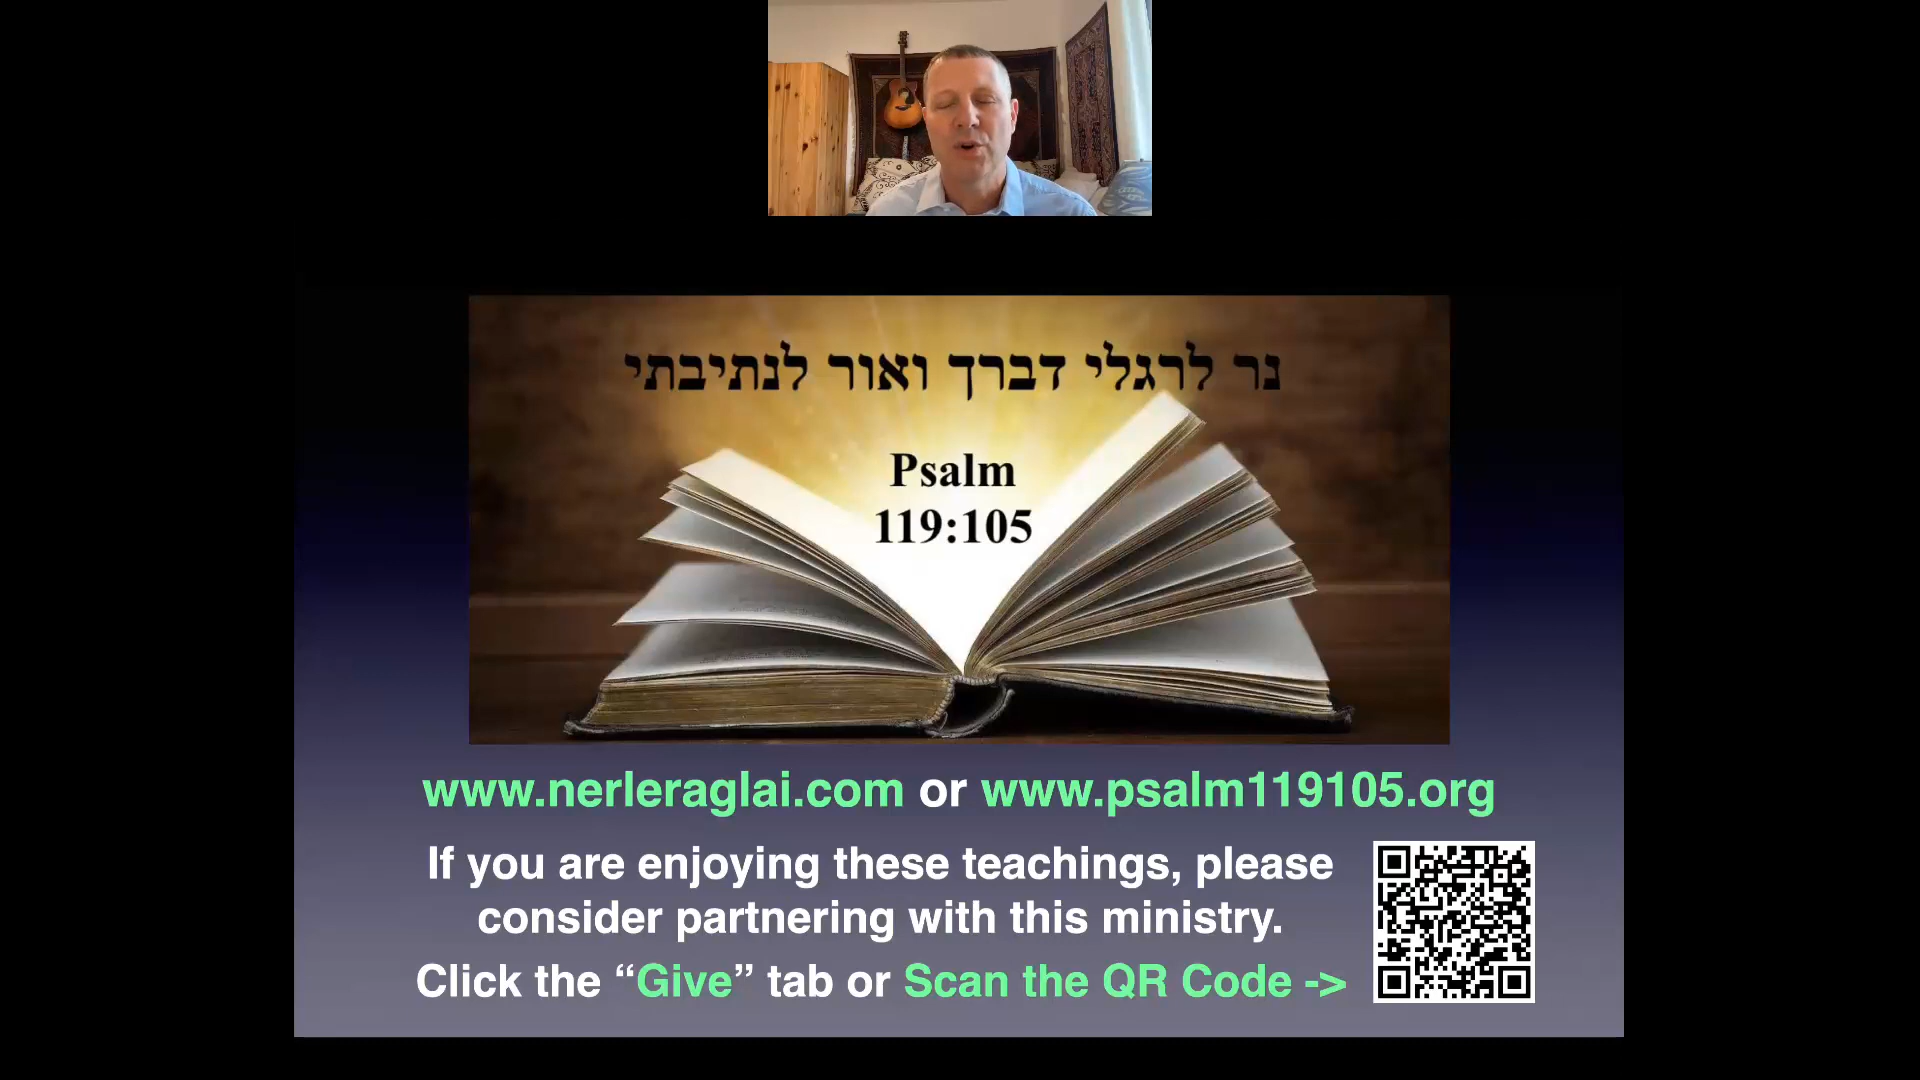 נר לרגלי דברך ואור לנתיבתי
Psalm
119:105
www.nerleraglai.com or www.psalm119105.org
If you are enjoying these teachings, please
consider partnering with this ministry.
Click the “Give” tab or Scan the QR Code ->